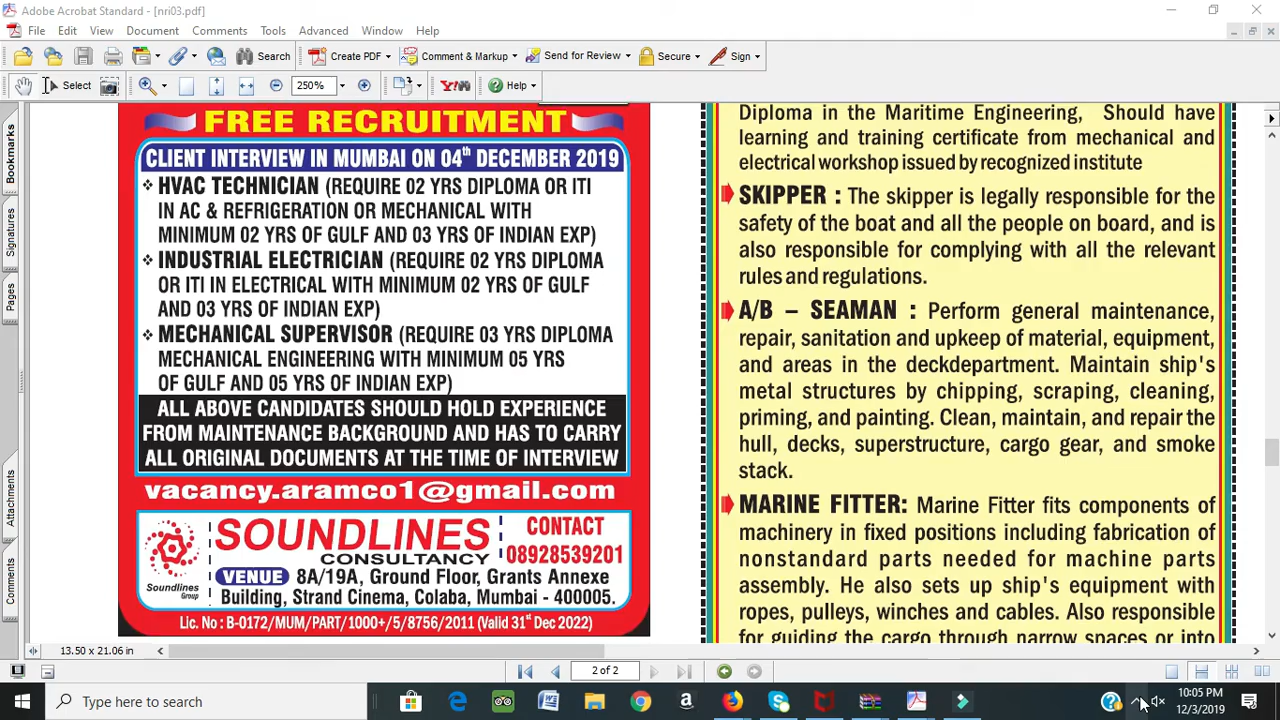 Adobe Acrobat Standard - [nri03.pdf]
File Edit View Document Comments Tools Advanced Window Help
Search Create PDF Comment & Markup Send for Review Secure Sign
Select 250% Y! Help
Bookmarks
Signatures
Pages
Attachments
Comments
FREE RECRUITMENT
CLIENT INTERVIEW IN MUMBAI ON 04th DECEMBER 2019
❖ HVAC TECHNICIAN (REQUIRE 02 YRS DIPLOMA OR ITI
IN AC & REFRIGERATION OR MECHANICAL WITH
MINIMUM 02 YRS OF GULF AND 03 YRS OF INDIAN EXP)
❖ INDUSTRIAL ELECTRICIAN (REQUIRE 02 YRS DIPLOMA
OR ITI IN ELECTRICAL WITH MINIMUM 02 YRS OF GULF
AND 03 YRS OF INDIAN EXP)
❖ MECHANICAL SUPERVISOR (REQUIRE 03 YRS DIPLOMA
MECHANICAL ENGINEERING WITH MINIMUM 05 YRS
OF GULF AND 05 YRS OF INDIAN EXP)
ALL ABOVE CANDIDATES SHOULD HOLD EXPERIENCE
FROM MAINTENANCE BACKGROUND AND HAS TO CARRY
ALL ORIGINAL DOCUMENTS AT THE TIME OF INTERVIEW
vacancy.aramco1@gmail.com
Soundlines
Group
SOUNDLINES
CONSULTANCY
CONTACT
08928539201
VENUE 8A/19A, Ground Floor, Grants Annexe
Building, Strand Cinema, Colaba, Mumbai - 400005.
Lic. No : B-0172/MUM/PART/1000+/5/8756/2011 (Valid 31st Dec 2022)
Diploma in the Maritime Engineering, Should have
learning and training certificate from mechanical and
electrical workshop issued by recognized institute
SKIPPER : The skipper is legally responsible for the
safety of the boat and all the people on board, and is
also responsible for complying with all the relevant
rules and regulations.
A/B – SEAMAN : Perform general maintenance,
repair, sanitation and upkeep of material, equipment,
and areas in the deckdepartment. Maintain ship's
metal structures by chipping, scraping, cleaning,
priming, and painting. Clean, maintain, and repair the
hull, decks, superstructure, cargo gear, and smoke
stack.
MARINE FITTER: Marine Fitter fits components of
machinery in fixed positions including fabrication of
nonstandard parts needed for machine parts
assembly. He also sets up ship's equipment with
ropes, pulleys, winches and cables. Also responsible
for guiding the cargo through narrow spaces or into
13.50 x 21.06 in
2 of 2
Type here to search
10:05 PM
12/3/2019